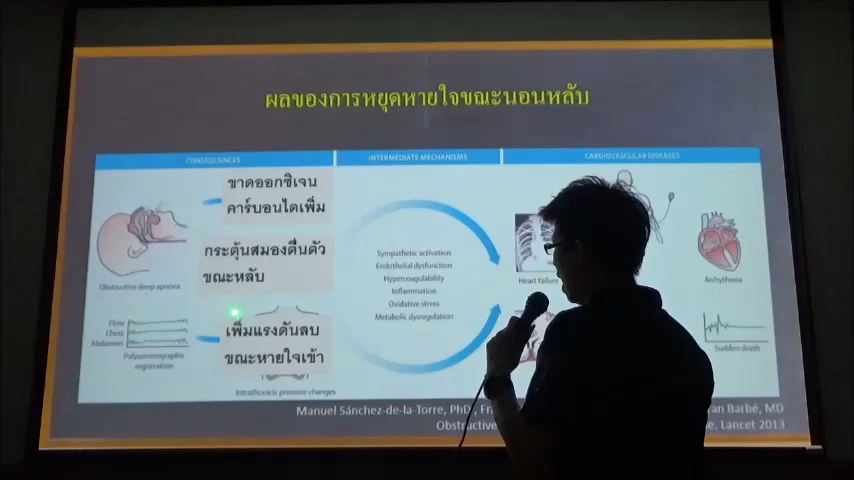 ผลของการหยุดหายใจขณะนอนหลับ
CONSEQUENCES
INTERMEDIATE MECHANISMS
CARDIOVASCULAR DISEASES
ขาดออกซิเจน
คาร์บอนไดเพิ่ม
กระตุ้นสมองตื่นตัว
ขณะหลับ
Obstructive sleep apnoea
Flow
Chest
Abdomen
Polysomnographic
registration
เพิ่มแรงดันลบ
ขณะหายใจเข้า
Intrathoracic pressure changes
Sympathetic activation
Endothelial dysfunction
Hypercoagulability
Inflammation
Oxidative stress
Metabolic dysregulation
Heart failure
Arrhythmia
Sudden death
Manuel Sánchez-de-la-Torre, PhD, Barbé, MD
Lancet 2013